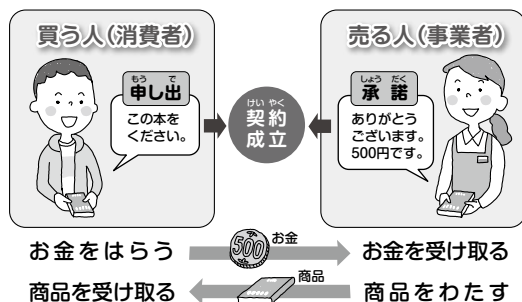 買う人(消費者)
売る人(事業者)
もうで
申し出
この本を
ください。
けいやく
契約
成立
しょうだく
承諾
ありがとう
ございます。
500円です。
お金をはらう
500
お金
お金を受け取る
商品を受け取る
商品
商品をわたす